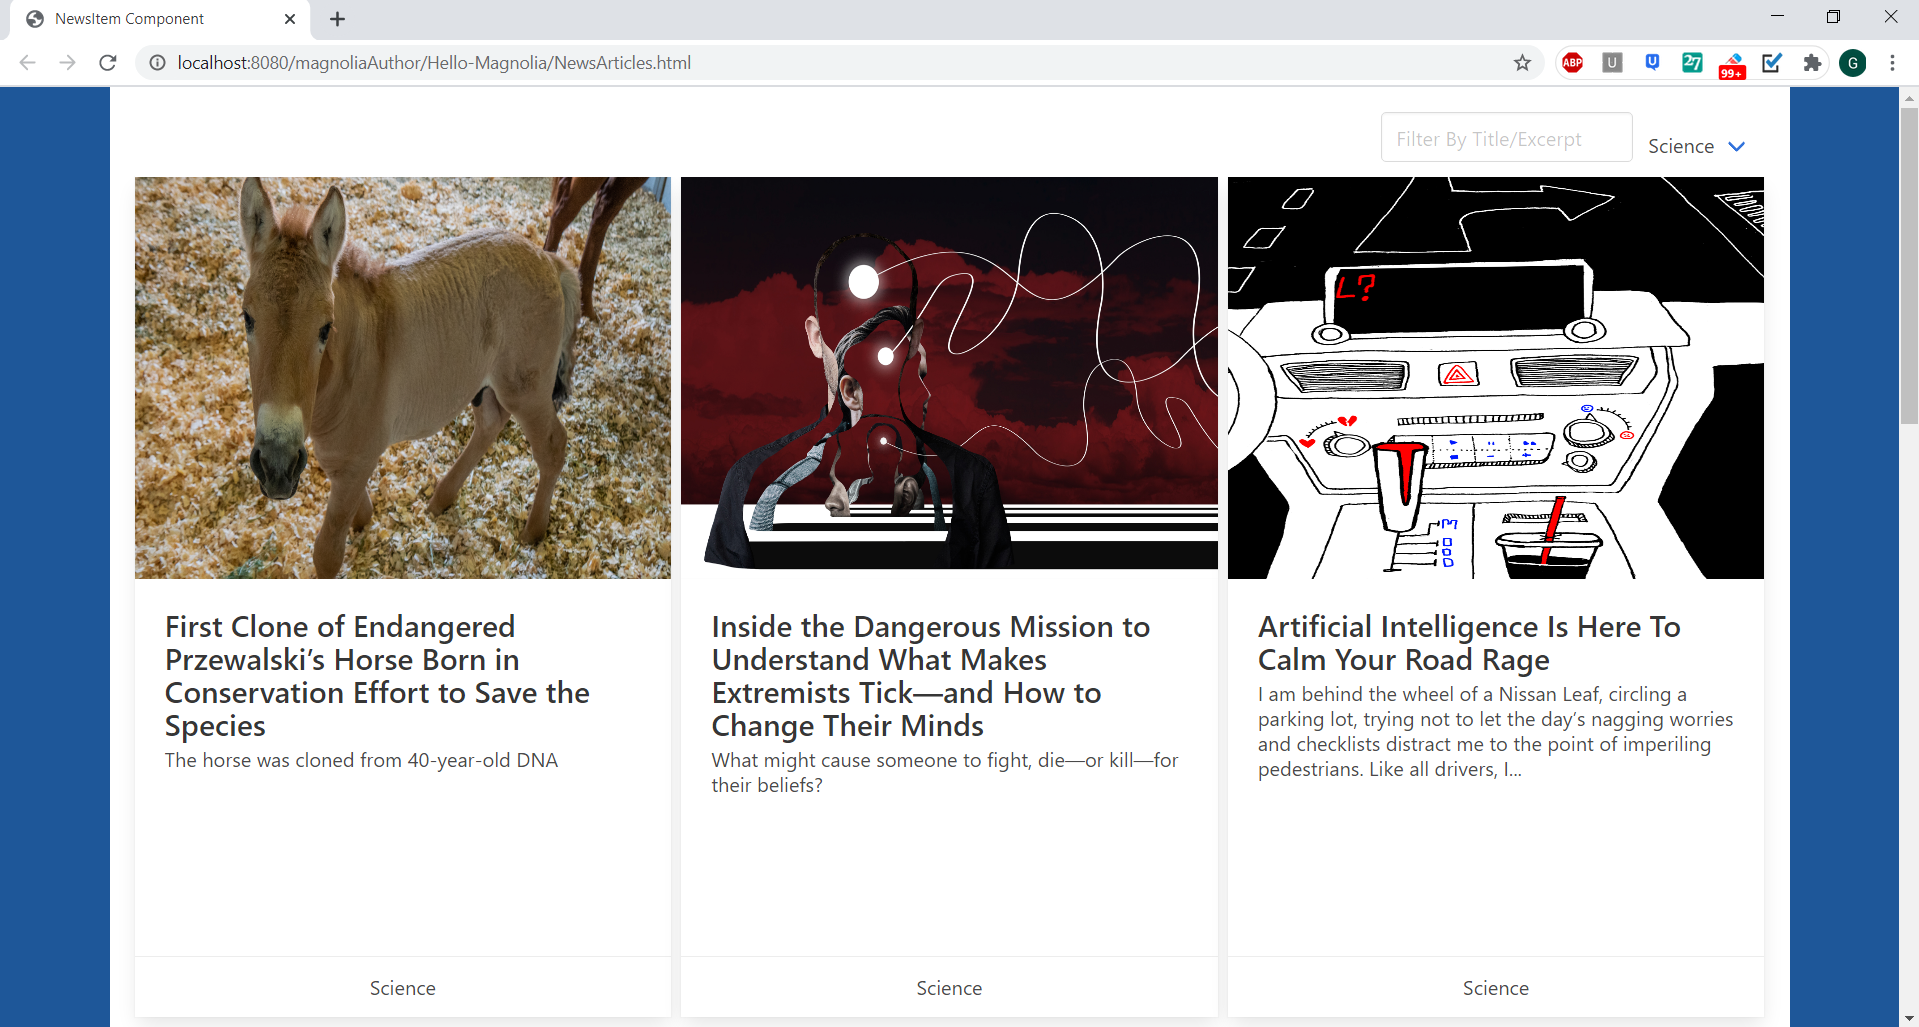 NewsItem Component
localhost:8080/magnoliaAuthor/Hello-Magnolia/NewsArticles.html
ABP
U
27
99+
G
Filter By Title/Excerpt
Science
L?
First Clone of Endangered
Przewalski’s Horse Born in
Conservation Effort to Save the
Species
The horse was cloned from 40-year-old DNA
Science
Inside the Dangerous Mission to
Understand What Makes
Extremists Tick—and How to
Change Their Minds
What might cause someone to fight, die—or kill—for
their beliefs?
Science
Artificial Intelligence Is Here To
Calm Your Road Rage
I am behind the wheel of a Nissan Leaf, circling a
parking lot, trying not to let the day’s nagging worries
and checklists distract me to the point of imperiling
pedestrians. Like all drivers, I...
Science